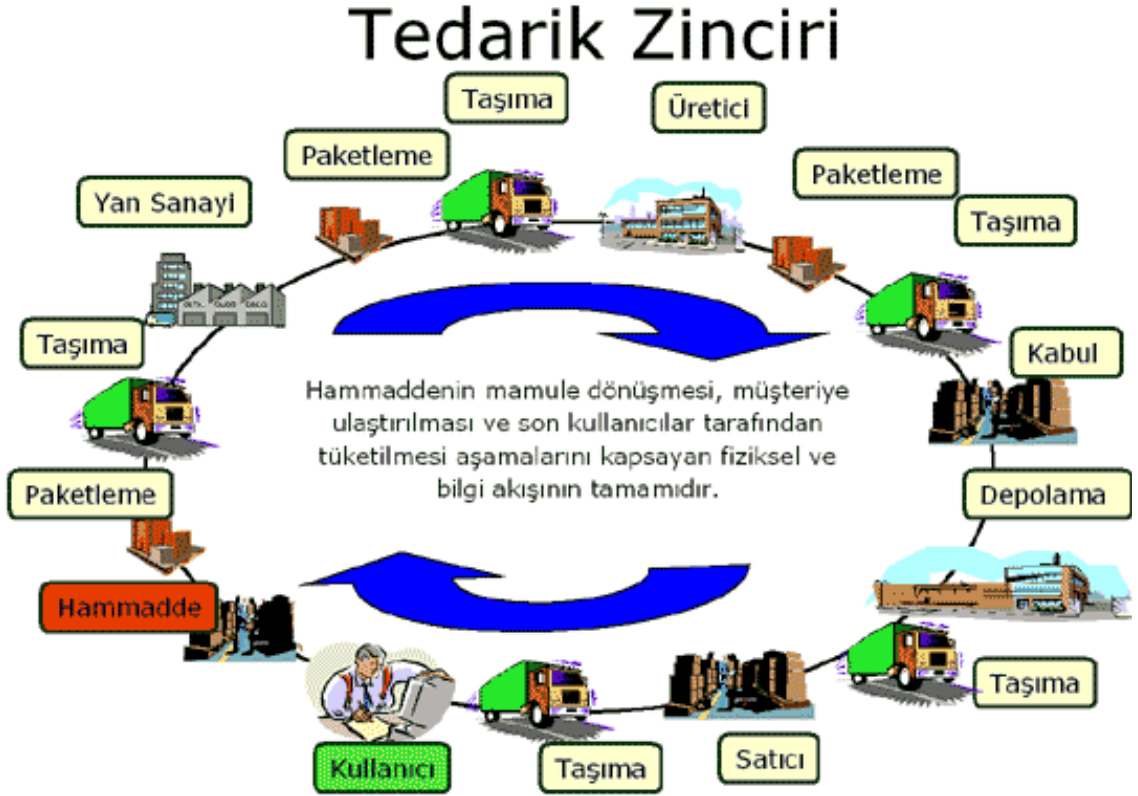 Tedarik Zinciri
Taşıma
Üretici
Paketleme
Paketleme
Yan Sanayi
Taşıma
Taşıma
Kabul
Hammaddenin mamule dönüşmesi, müşteriye
ulaştırılması ve son kullanıcılar tarafından
tüketilmesi aşamalarını kapsayan fiziksel ve
bilgi akışının tamamıdır.
Paketleme
Depolama
Hammadde
Taşıma
Kullanıcı
Taşıma
Satıcı